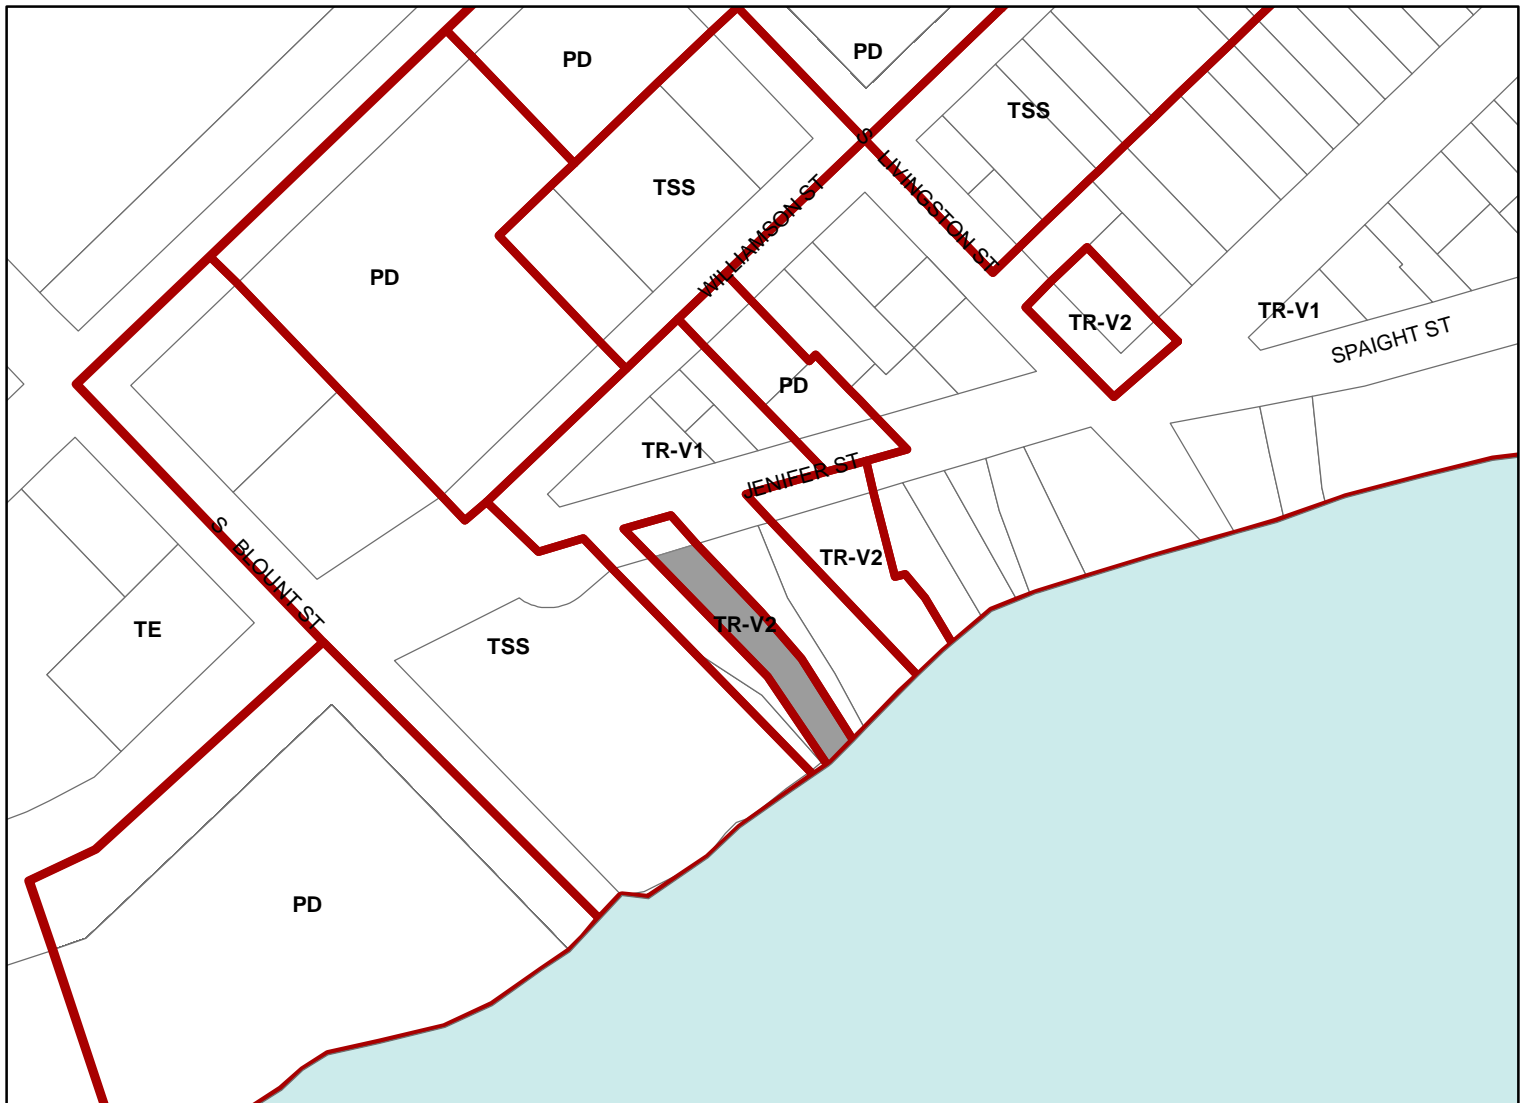 PD
PD
TSS
TSS
S LIVINGSTON ST
WILLIAMSON ST
PD
TR-V1
TR-V2
SPAIGHT ST
PD
TR-V1
JENIFER ST
TR-V2
S BLOUNT ST
TR-V2
TE
TSS
PD